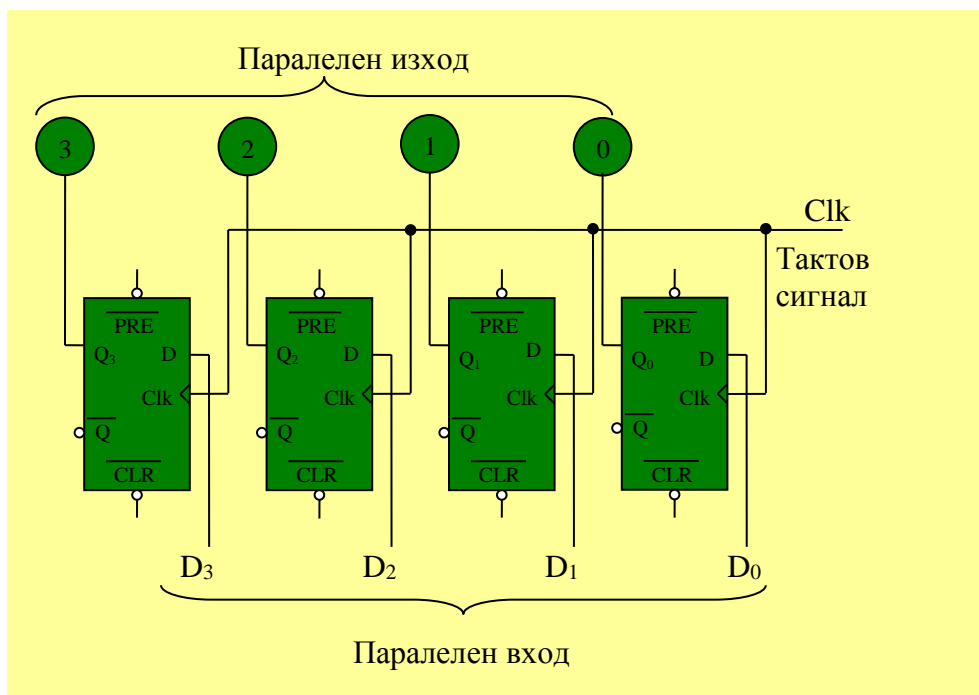 Паралелен изход
3 2 1 0
Clk
Тактов
сигнал
PRE PRE PRE PRE
Q₃ D Q₂ D Q₁ D Q₀ D
Clk Clk Clk Clk
Q Q Q Q
CLR CLR CLR CLR
D₃ D₂ D₁ D₀
Паралелен вход